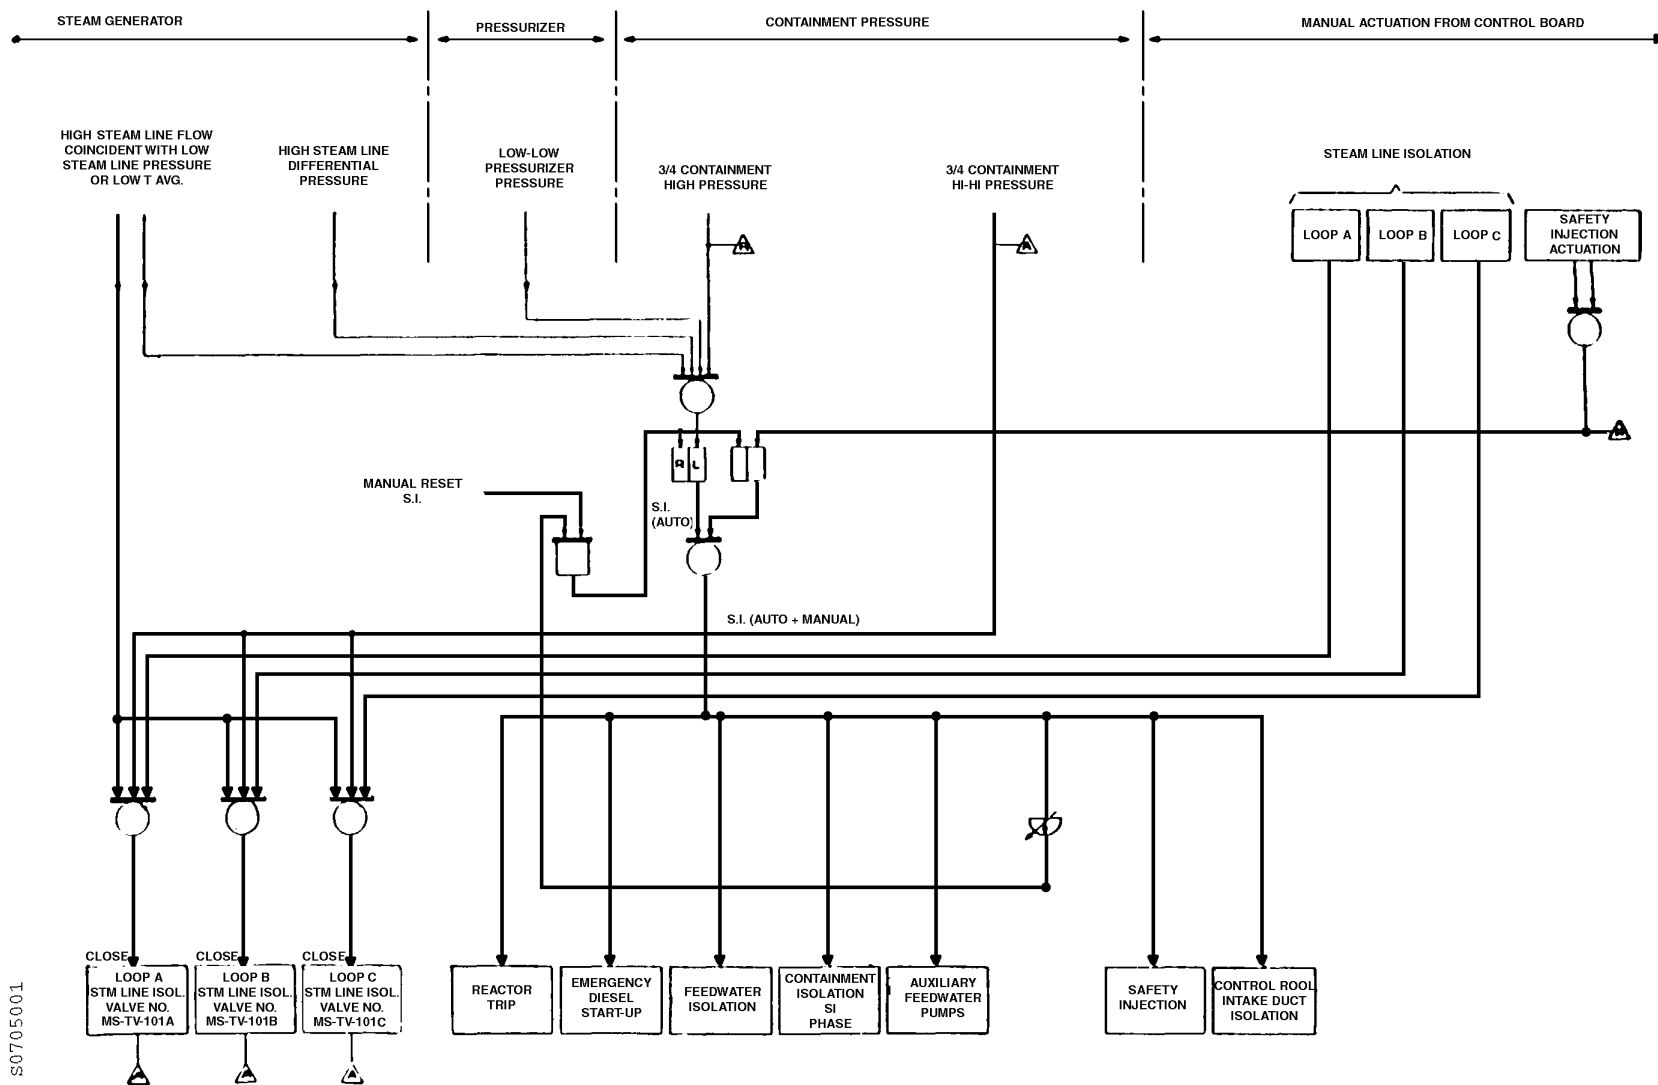 STEAM GENERATOR
PRESSURIZER
CONTAINMENT PRESSURE
MANUAL ACTUATION FROM CONTROL BOARD
HIGH STEAM LINE FLOW
COINCIDENT WITH LOW
STEAM LINE PRESSURE
OR LOW T AVG.
HIGH STEAM LINE
DIFFERENTIAL
PRESSURE
LOW-LOW
PRESSURIZER
PRESSURE
3/4 CONTAINMENT
HIGH PRESSURE
3/4 CONTAINMENT
HI-HI PRESSURE
STEAM LINE ISOLATION
LOOP A
LOOP B
LOOP C
SAFETY
INJECTION
ACTUATION
R L
MANUAL RESET
S.I.
S.I.
(AUTO)
S.I. (AUTO + MANUAL)
CLOSE
LOOP A
STM LINE ISOL.
VALVE NO.
MS-TV-101A
CLOSE
LOOP B
STM LINE ISOL.
VALVE NO.
MS-TV-101B
CLOSE
LOOP C
STM LINE ISOL.
VALVE NO.
MS-TV-101C
REACTOR
TRIP
EMERGENCY
DIESEL
START-UP
FEEDWATER
ISOLATION
CONTAINMENT
ISOLATION
SI
PHASE
AUXILIARY
FEEDWATER
PUMPS
SAFETY
INJECTION
CONTROL ROOL
INTAKE DUCT
ISOLATION
S0705001